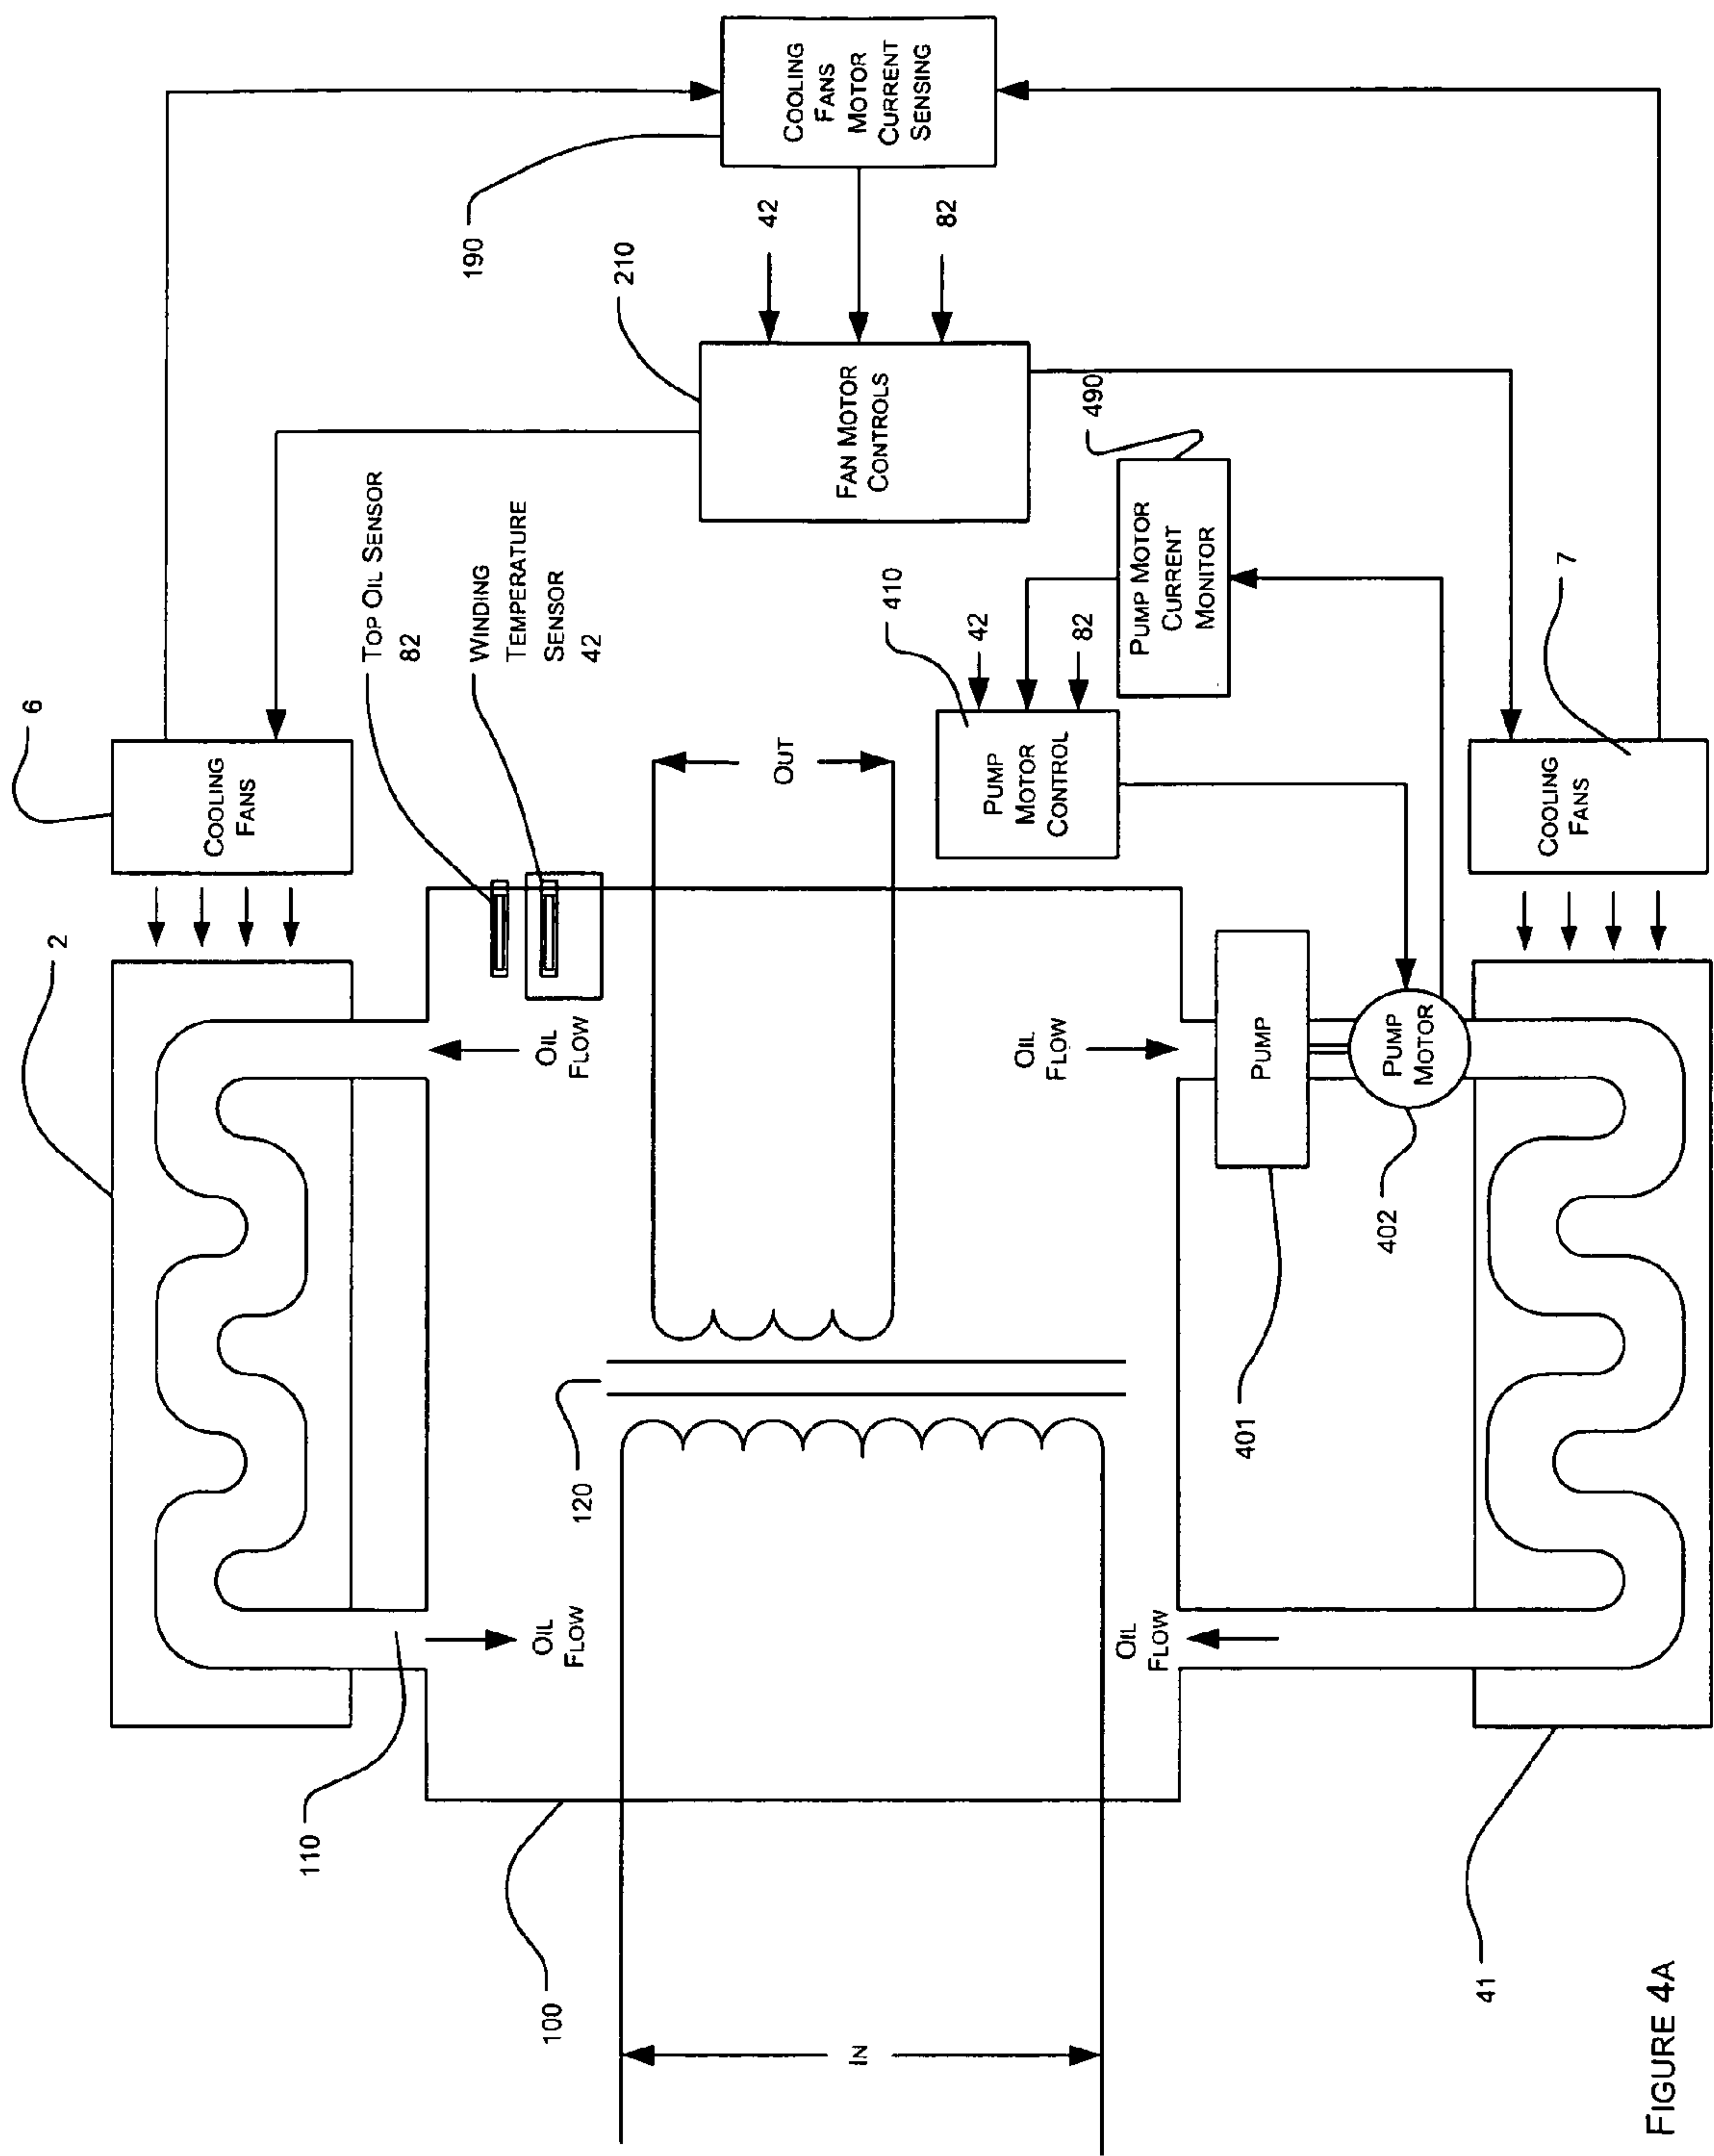 COOLING
FANS
MOTOR
CURRENT
SENSING
190
42
82
210
FAN MOTOR
CONTROLS
490
PUMP MOTOR
CURRENT
MONITOR
410
42
82
PUMP
MOTOR
CONTROL
6
COOLING
FANS
TOP OIL SENSOR
82
WINDING
TEMPERATURE
SENSOR
42
OUT
7
COOLING
FANS
2
OIL
FLOW
OIL
FLOW
PUMP
PUMP
MOTOR
402
401
120
OIL
FLOW
OIL
FLOW
110
100
41
IN
FIGURE 4A